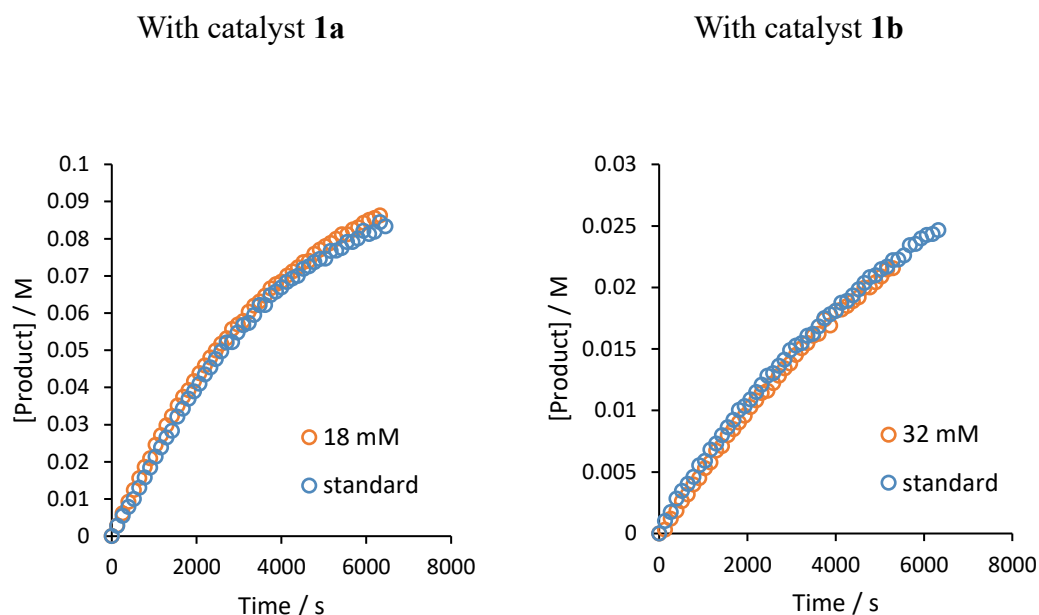 With catalyst 1a
With catalyst 1b
0.1
0.09
0.08
0.07
0.06
0.05
0.04
0.03
0.02
0.01
0
[Product] / M
18 mM
standard
0
2000
4000
6000
8000
Time / s
0.03
0.025
0.02
0.015
0.01
0.005
0
[Product] / M
32 mM
standard
0
2000
4000
6000
8000
Time / s